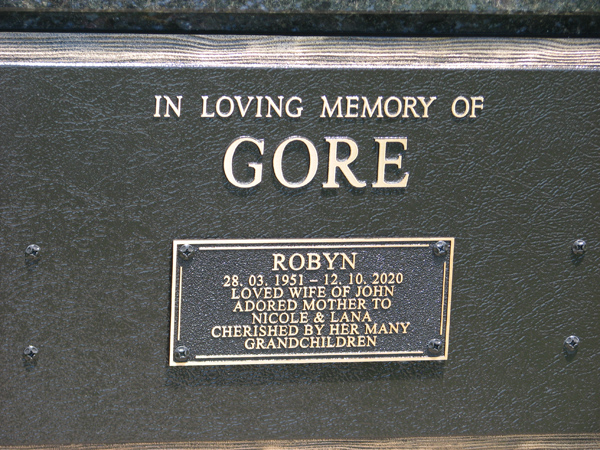 IN LOVING MEMORY OF
GORE
ROBYN
28. 03. 1951 – 12. 10. 2020
LOVED WIFE OF JOHN
ADORED MOTHER TO
NICOLE & LANA
CHERISHED BY HER MANY
GRANDCHILDREN